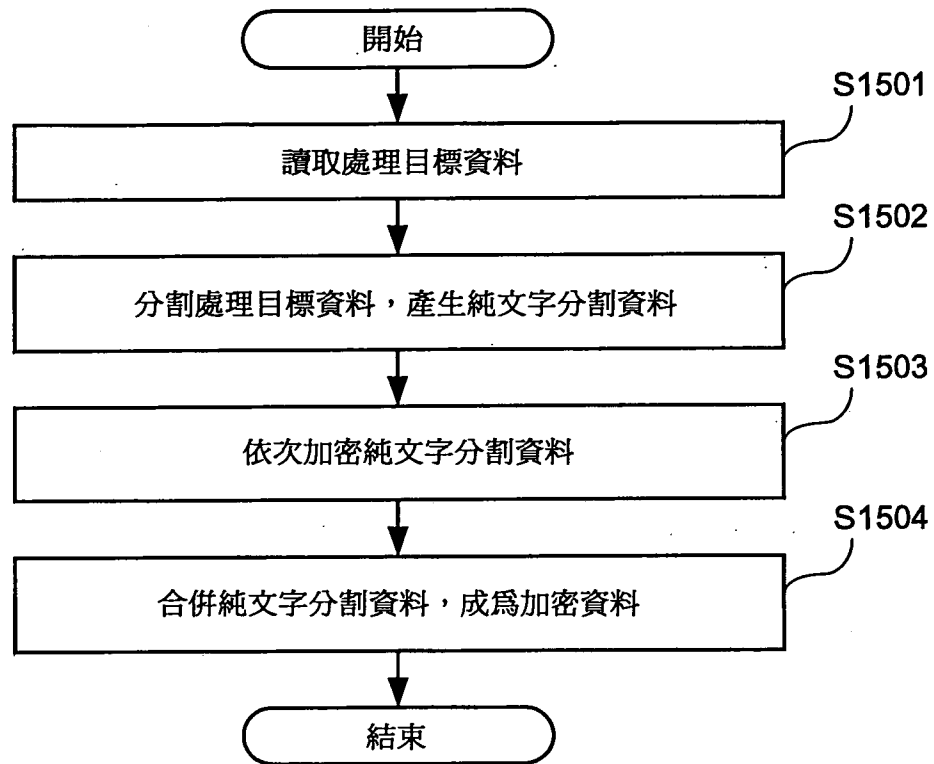 開始
S1501
讀取處理目標資料
S1502
分割處理目標資料，產生純文字分割資料
S1503
依次加密純文字分割資料
S1504
合併純文字分割資料，成爲加密資料
結束